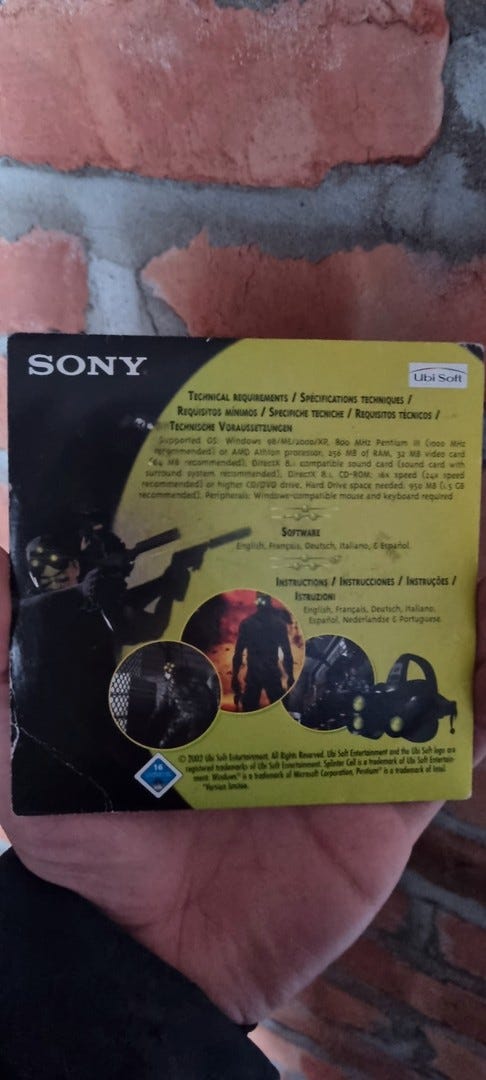 SONY
Ubi Soft
TECHNICAL REQUIREMENTS / SPÉCIFICATIONS TECHNIQUES /
REQUISITOS MÍNIMOS / SPECIFICHE TECNICHE / REQUISITOS TÉCNICOS /
TECHNISCHE VORAUSSETZUNGEN
Supported OS: Windows 98/ME/2000/XP, 800 MHz Pentium III (1000 MHz
recommended) or AMD Athlon processor, 256 MB of RAM, 32 MB video card
(64 MB recommended), DirectX 8.1 compatible sound card (sound card with
surround system recommended), DirectX 8.1, CD-ROM: 16x speed (24x speed
recommended) or higher CD/DVD drive, Hard Drive space needed: 950 MB (1.5 GB
recommended), Peripherals: Windows-compatible mouse and keyboard required
SOFTWARE
English, Français, Deutsch, Italiano, & Español.
INSTRUCTIONS / INSTRUCCIONES / INSTRUÇÕES /
ISTRUZIONI
English, Français, Deutsch, Italiano,
Español, Nederlandse & Portuguese.
16
© 2002 Ubi Soft Entertainment. All Rights Reserved. Ubi Soft Entertainment and the Ubi Soft logo are
registered trademarks of Ubi Soft Entertainment. Splinter Cell is a trademark of Ubi Soft Entertain-
ment. Windows® is a trademark of Microsoft Corporation, Pentium® is a trademark of Intel.
*Version limitee.